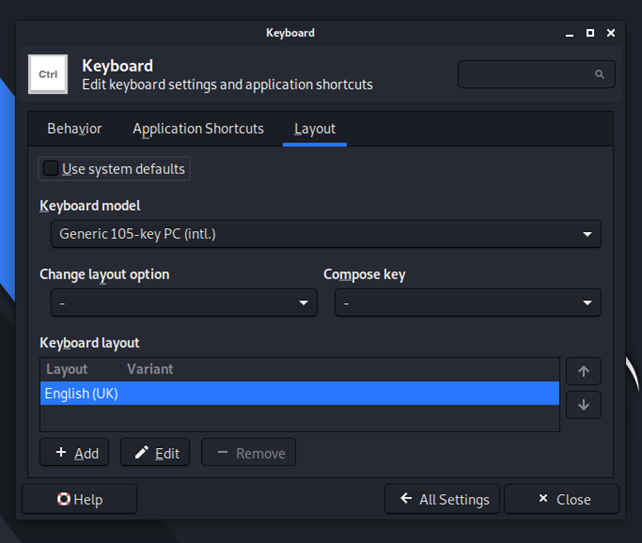 Keyboard
Ctrl
Keyboard
Edit keyboard settings and application shortcuts
Behavior Application Shortcuts Layout
Use system defaults
Keyboard model
Generic 105-key PC (intl.)
Change layout option Compose key
- -
Keyboard layout
Layout Variant
English (UK)
Add Edit Remove
Help All Settings Close